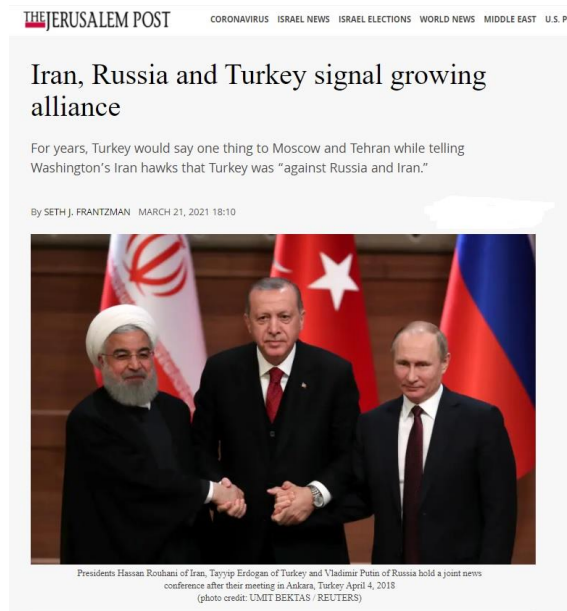 THE JERUSALEM POST
CORONAVIRUS ISRAEL NEWS ISRAEL ELECTIONS WORLD NEWS MIDDLE EAST U.S. P
Iran, Russia and Turkey signal growing
alliance
For years, Turkey would say one thing to Moscow and Tehran while telling
Washington’s Iran hawks that Turkey was “against Russia and Iran.”
By SETH J. FRANTZMAN MARCH 21, 2021 18:10
Presidents Hassan Rouhani of Iran, Tayyip Erdogan of Turkey and Vladimir Putin of Russia hold a joint news
conference after their meeting in Ankara, Turkey April 4, 2018
(photo credit: UMIT BEKTAS / REUTERS)